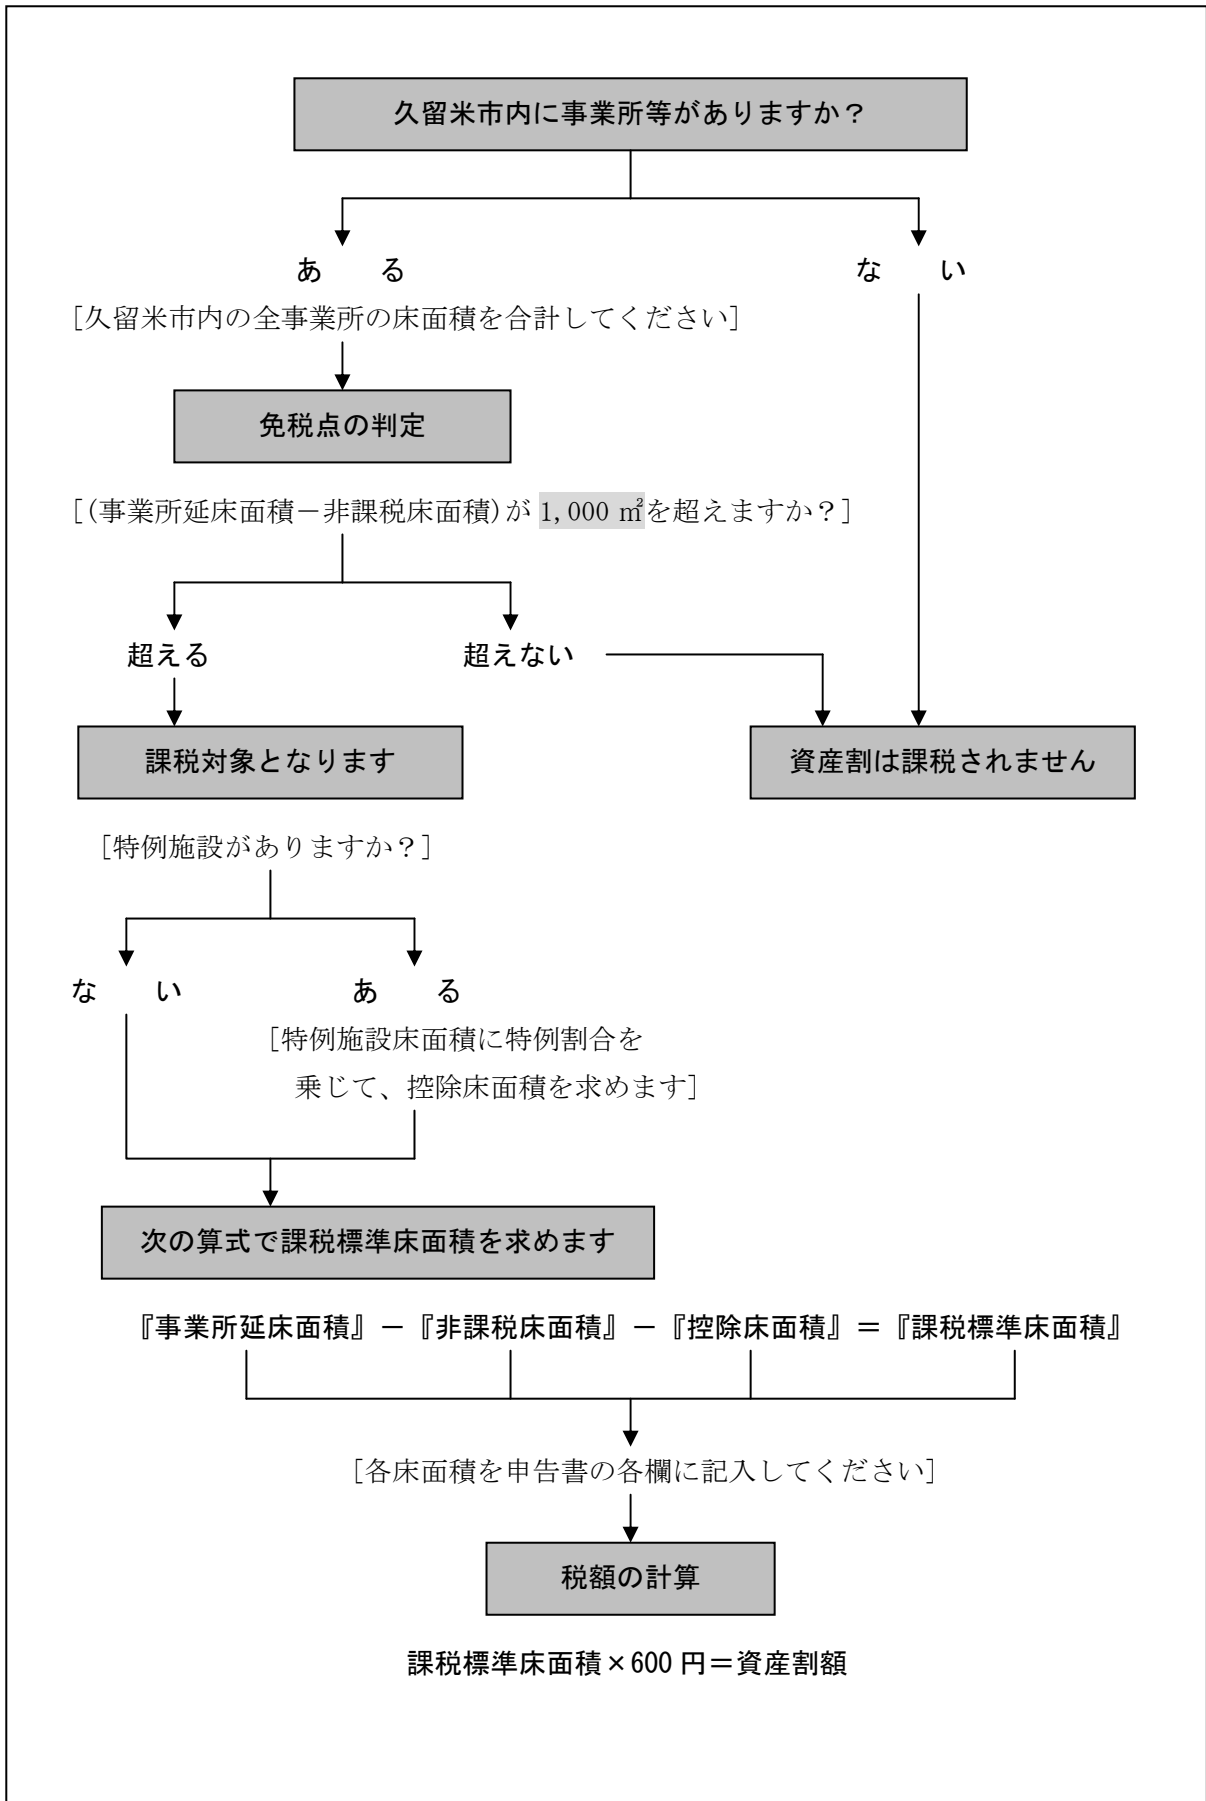 久留米市内に事業所等がありますか？
あ　る
な　い
［久留米市内の全事業所の床面積を合計してください］
免税点の判定
［(事業所延床面積－非課税床面積)が 1,000 ㎡を超えますか？］
超える
超えない
課税対象となります
資産割は課税されません
［特例施設がありますか？］
な　い
あ　る
［特例施設床面積に特例割合を
乗じて、控除床面積を求めます］
次の算式で課税標準床面積を求めます
『事業所延床面積』－『非課税床面積』－『控除床面積』＝『課税標準床面積』
［各床面積を申告書の各欄に記入してください］
税額の計算
課税標準床面積×600 円＝資産割額